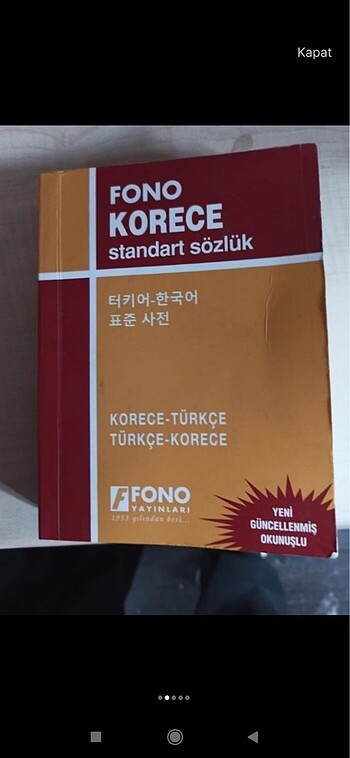 Kapat
FONO
KORECE
standart sözlük
터키어-한국어
표준 사전
KORECE-TÜRKÇE
TÜRKÇE-KORECE
FONO
YAYINLARI
1953 yılından beri...
YENİ
GÜNCELLENMİŞ
OKUNUŞLU